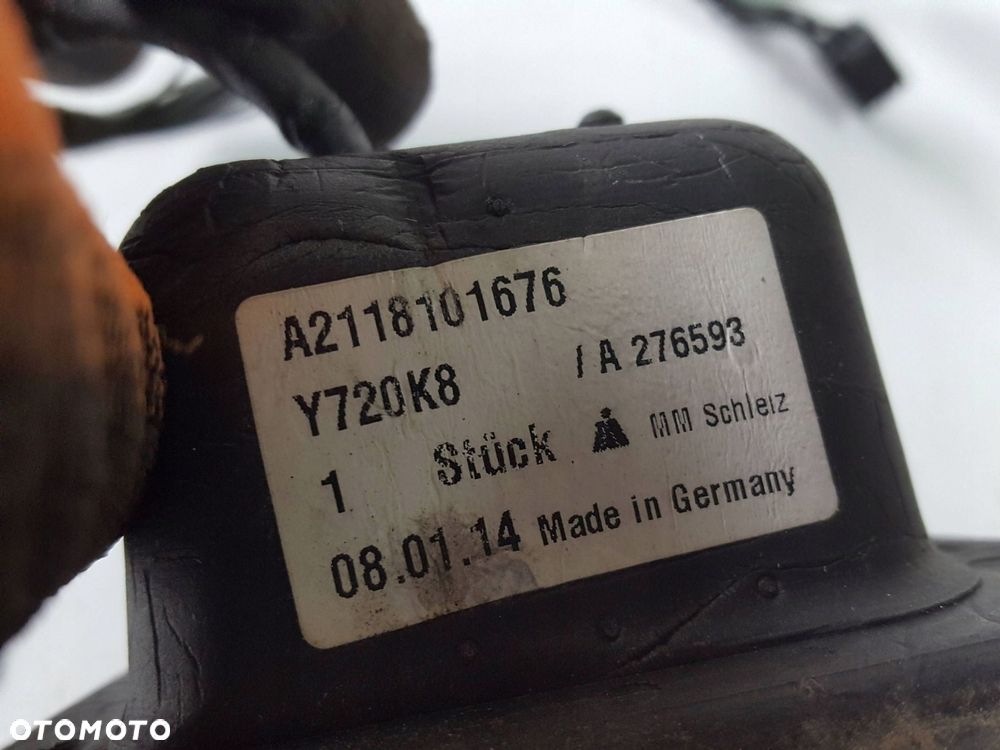 A2118101676
Y720K8 / A 276593
1 Stück MM Schleiz
08.01.14 Made in Germany
OTOMOTO